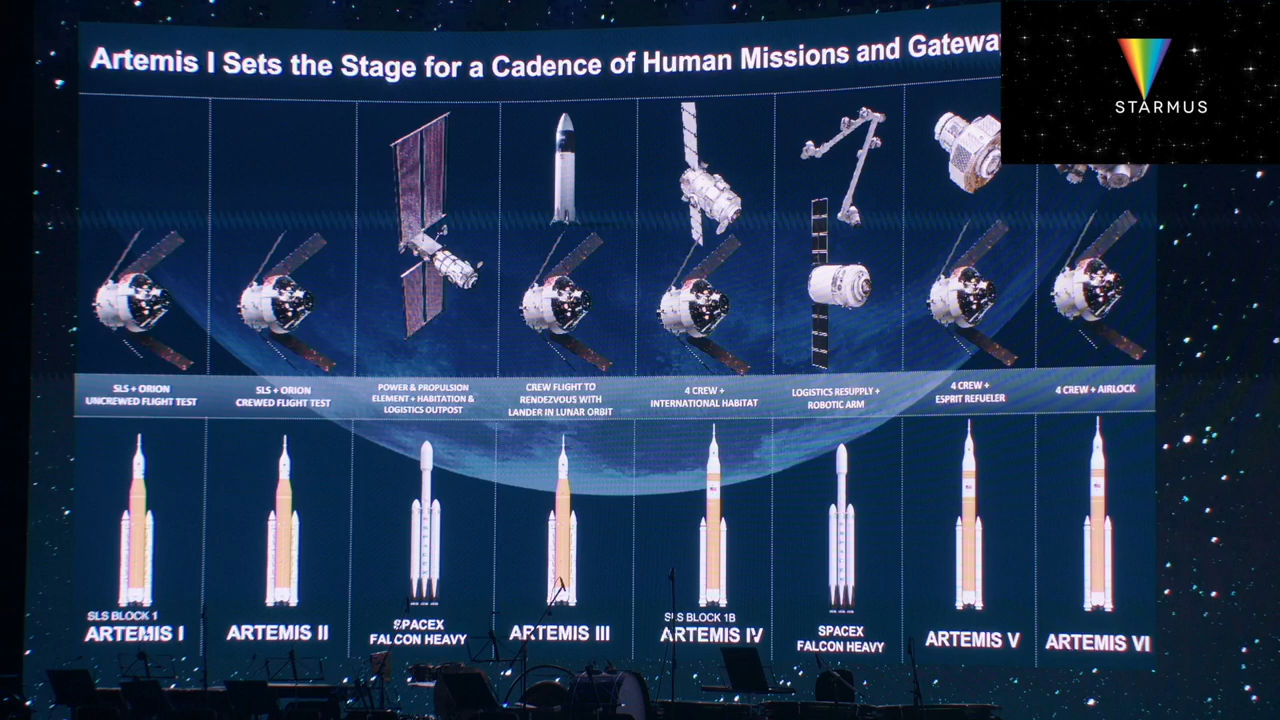 Artemis I Sets the Stage for a Cadence of Human Missions and
STARMUS
SLS + ORION
UNCREWED FLIGHT TEST
SLS + ORION
CREWED FLIGHT TEST
POWER & PROPULSION
ELEMENT + HABITATION &
LOGISTICS OUTPOST
CREW FLIGHT TO
RENDEZVOUS WITH
LANDER IN LUNAR ORBIT
4 CREW +
INTERNATIONAL HABITAT
LOGISTICS RESUPPLY +
ROBOTIC ARM
4 CREW +
ESPRIT REFUELER
4 CREW + AIRLOCK
SLS BLOCK 1
ARTEMIS I
ARTEMIS II
SPACEX
FALCON HEAVY
ARTEMIS III
SLS BLOCK 1B
ARTEMIS IV
SPACEX
FALCON HEAVY
ARTEMIS V
ARTEMIS VI